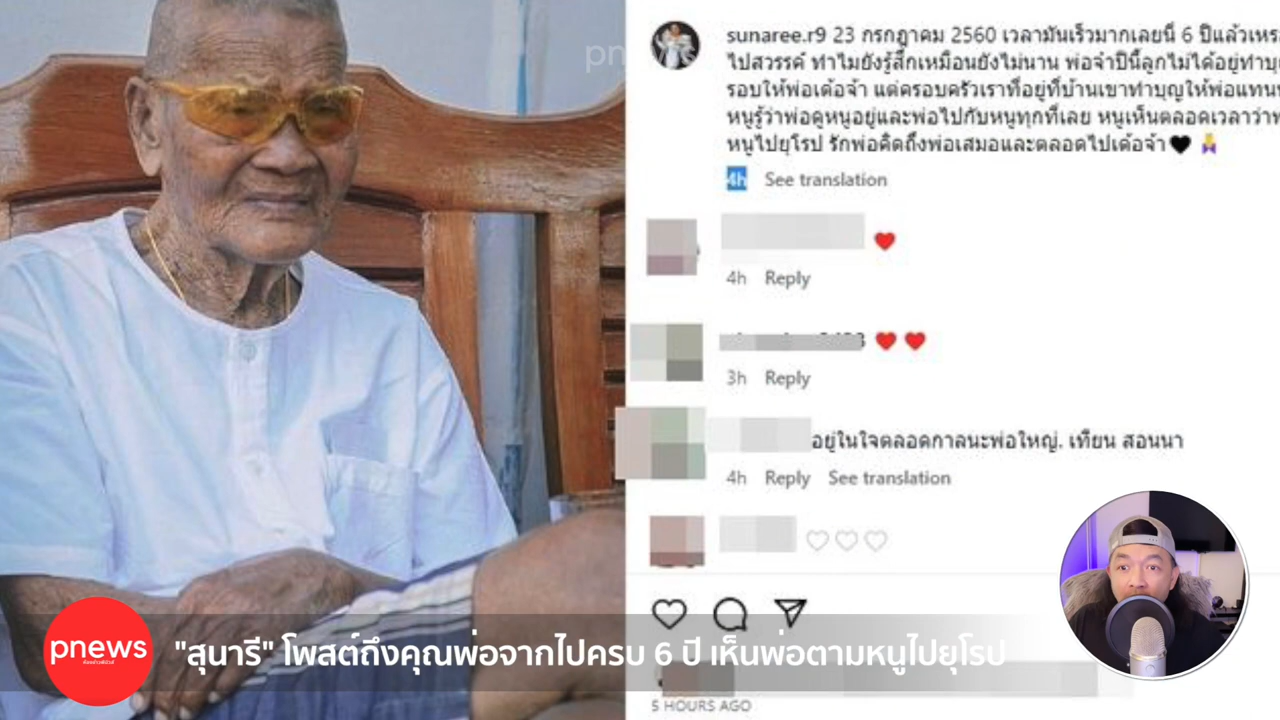 sunaree.r9 23 กรกฎาคม 2560 เวลามันเร็วมากเลยนี่ 6 ปีแล้วเหร
ไปสวรรค์ ทำไมยังรู้สึกเหมือนยังไม่นาน พ่อจ๋าปีนี้ลูกไม่ได้อยู่ทำบุญ
รอบให้พ่อเด้อจ้า แต่ครอบครัวเราที่อยู่ที่บ้านเขาทำบุญให้พ่อแทน
หนูรู้ว่าพ่อดูหนูอยู่และพ่อไปกับหนูทุกที่เลย หนูเห็นตลอดเวลาว่า
หนูไปยุโรป รักพ่อคิดถึงพ่อเสมอและตลอดไปเด้อจ้า
4h See translation
4h Reply
3h Reply
อยู่ในใจตลอดกาลนะพ่อใหญ่. เทียน สอนนา
4h Reply See translation
pnews
"สุนารี" โพสต์ถึงคุณพ่อจากไปครบ 6 ปี เห็นพ่อตามหนูไปยุโรป
5 HOURS AGO